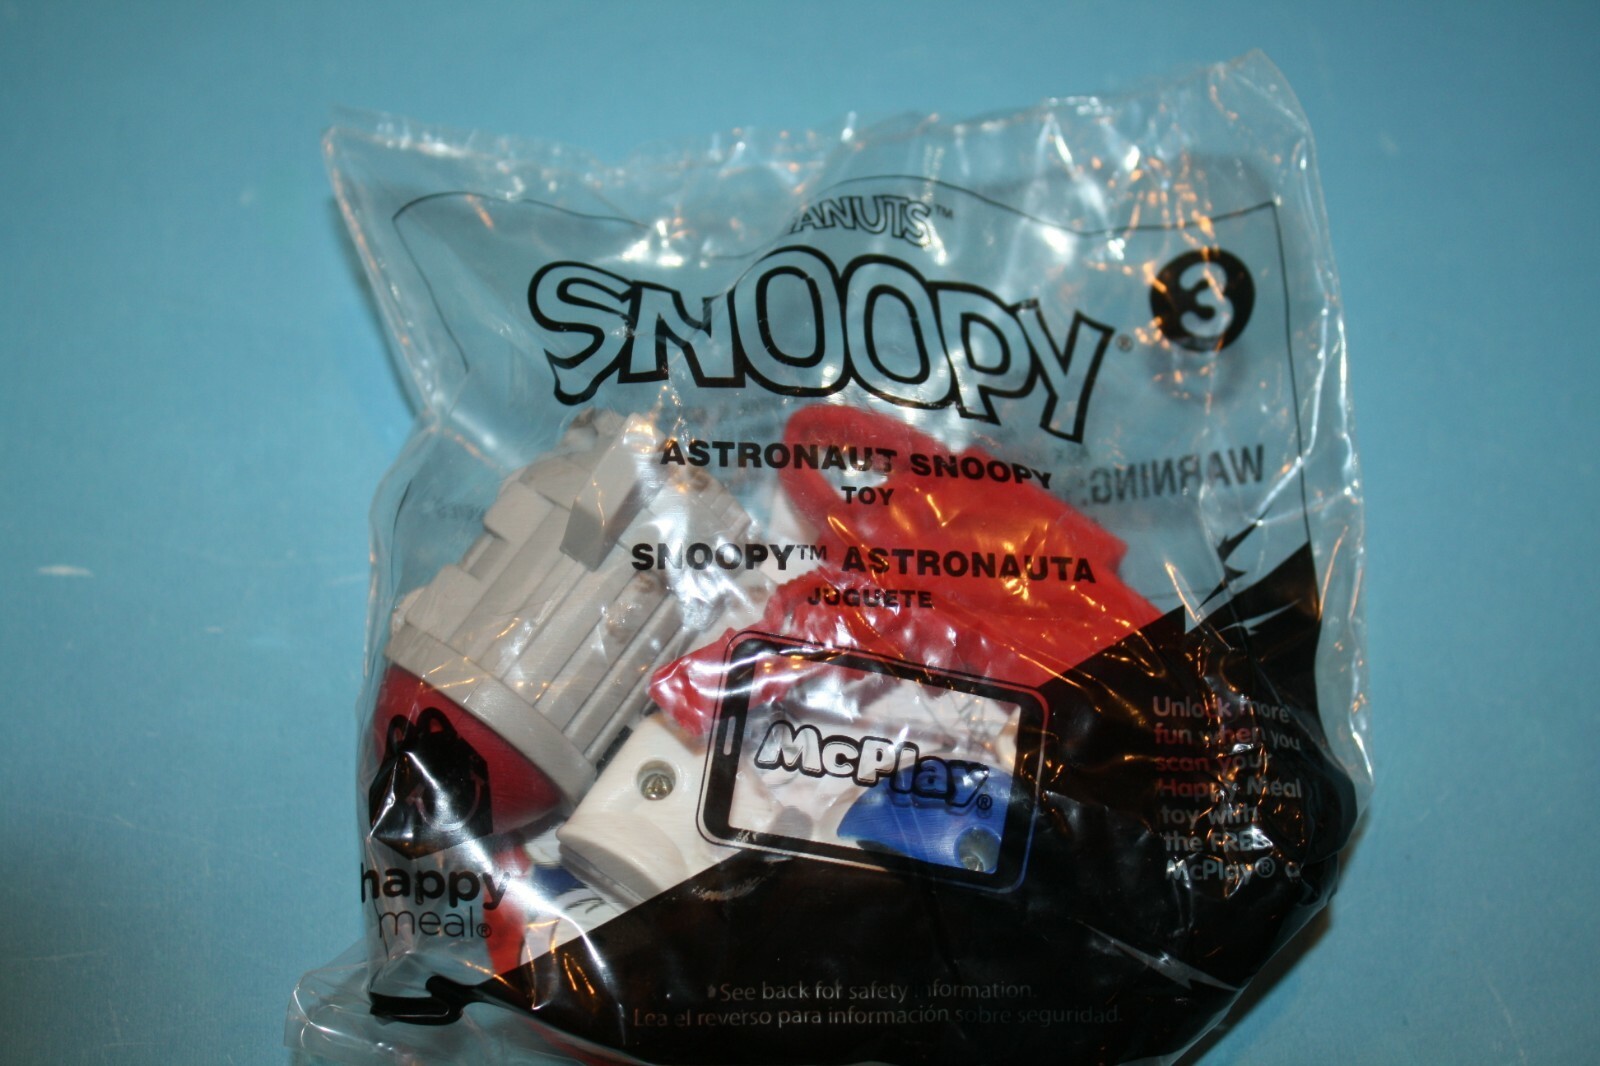 PEANUTS™
SNOOPY®
3
ASTRONAUT SNOOPY
TOY
WARNING:
SNOOPY™ ASTRONAUTA
JUGUETE
McPlay®
Unlock more
fun when you
scan your
Happy Meal
toy with
the FREE
McPlay®
happy
meal®
See back for safety information.
Lea el reverso para información sobre seguridad.